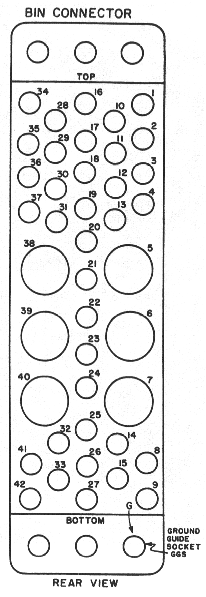 BIN CONNECTOR
TOP
34 16 1
28 10
35 17 2
29 11
36 18 3
30 12
37 19 4
31 13
20
38 5
21
22
39 6
23
24
40 7
25
32 14
41 26 8
33 15
42 27 9
BOTTOM G
GROUND
GUIDE
SOCKET
GGS
REAR VIEW